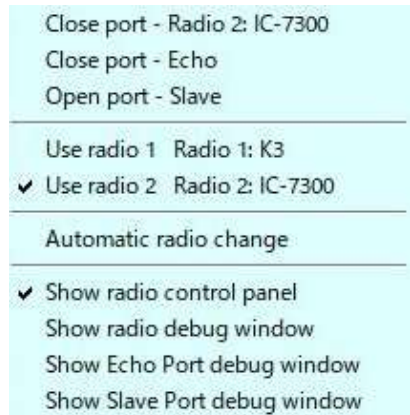 Close port - Radio 2: IC-7300
Close port - Echo
Open port - Slave
Use radio 1 Radio 1: K3
Use radio 2 Radio 2: IC-7300
Automatic radio change
Show radio control panel
Show radio debug window
Show Echo Port debug window
Show Slave Port debug window